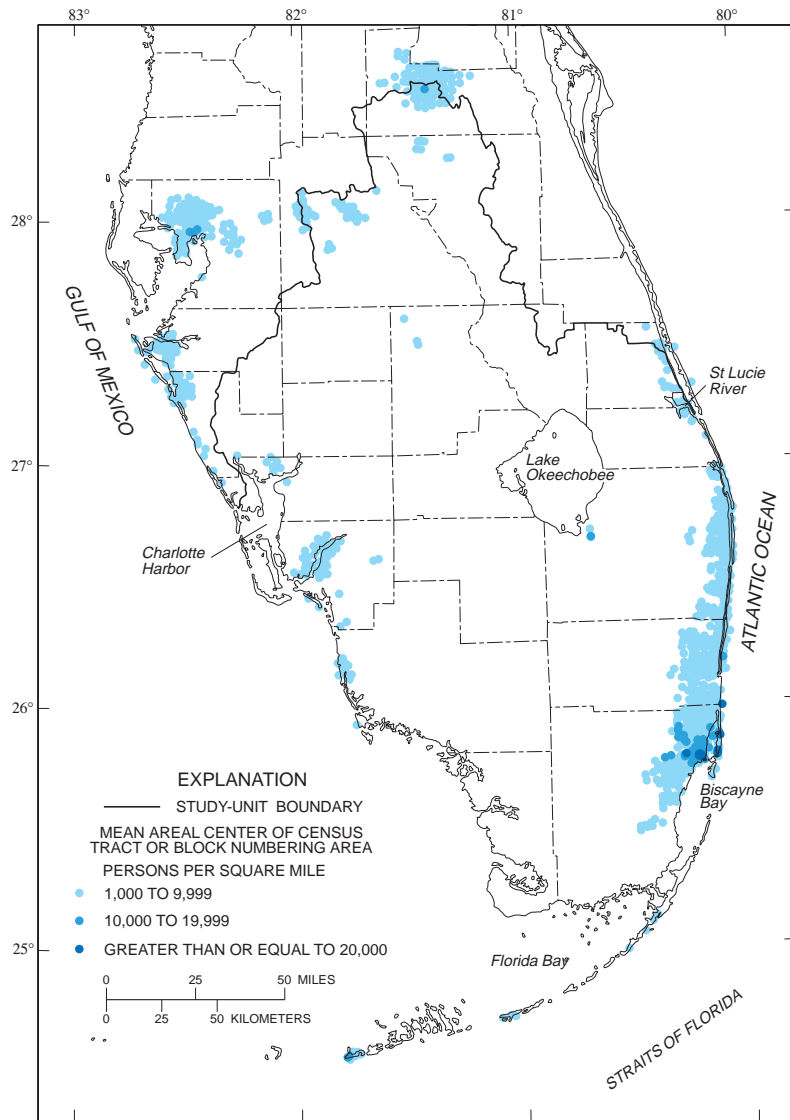 83°
82°
81°
80°
28°
GULF OF MEXICO
St Lucie
River
27°
Lake
Okeechobee
Charlotte
Harbor
ATLANTIC OCEAN
26°
EXPLANATION
STUDY-UNIT BOUNDARY
MEAN AREAL CENTER OF CENSUS
TRACT OR BLOCK NUMBERING AREA
PERSONS PER SQUARE MILE
1,000 TO 9,999
10,000 TO 19,999
GREATER THAN OR EQUAL TO 20,000
Biscayne
Bay
25°
Florida Bay
0 25 50 MILES
0 25 50 KILOMETERS
STRAITS OF FLORIDA